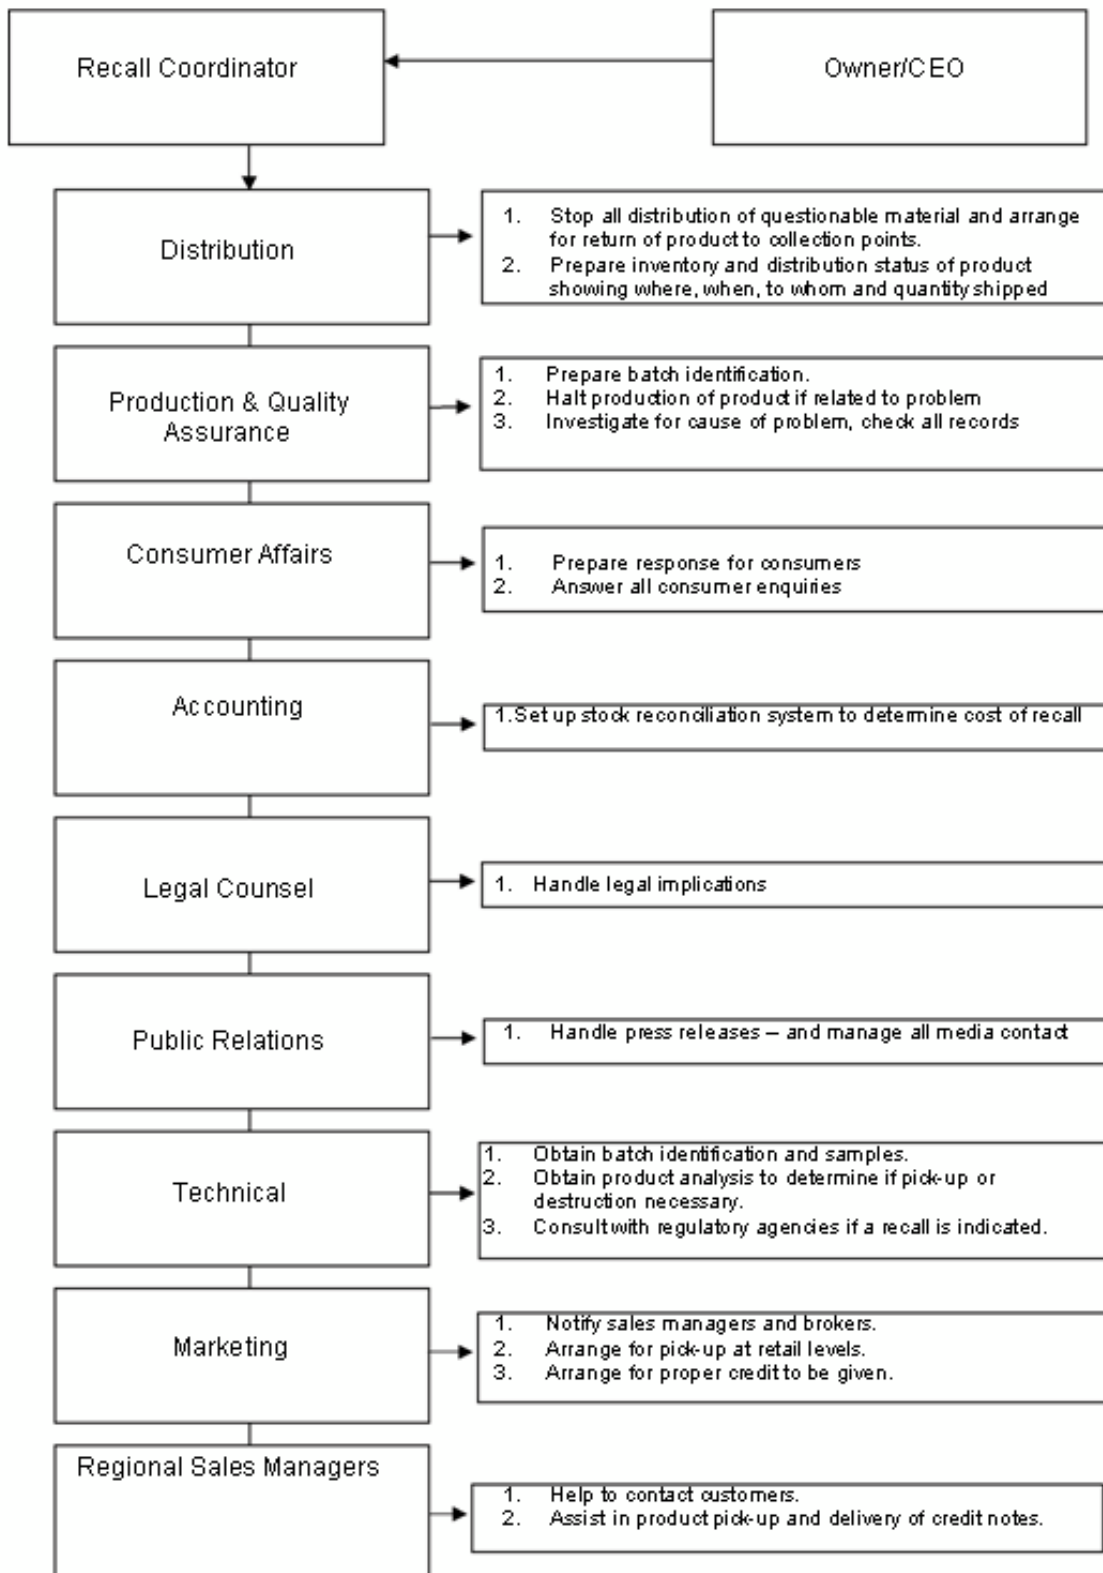 Recall Coordinator
Owner/CEO
Distribution
1. Stop all distribution of questionable material and arrange
for return of product to collection points.
2. Prepare inventory and distribution status of product
showing where, when, to whom and quantity shipped
Production & Quality
Assurance
1. Prepare batch identification.
2. Halt production of product if related to problem
3. Investigate for cause of problem, check all records
Consumer Affairs
1. Prepare response for consumers
2. Answer all consumer enquiries
Accounting
1.Set up stock reconciliation system to determine cost of recall
Legal Counsel
1. Handle legal implications
Public Relations
1. Handle press releases – and manage all media contact
Technical
1. Obtain batch identification and samples.
2. Obtain product analysis to determine if pick-up or
destruction necessary.
3. Consult with regulatory agencies if a recall is indicated.
Marketing
1. Notify sales managers and brokers.
2. Arrange for pick-up at retail levels.
3. Arrange for proper credit to be given.
Regional Sales Managers
1. Help to contact customers.
2. Assist in product pick-up and delivery of credit notes.